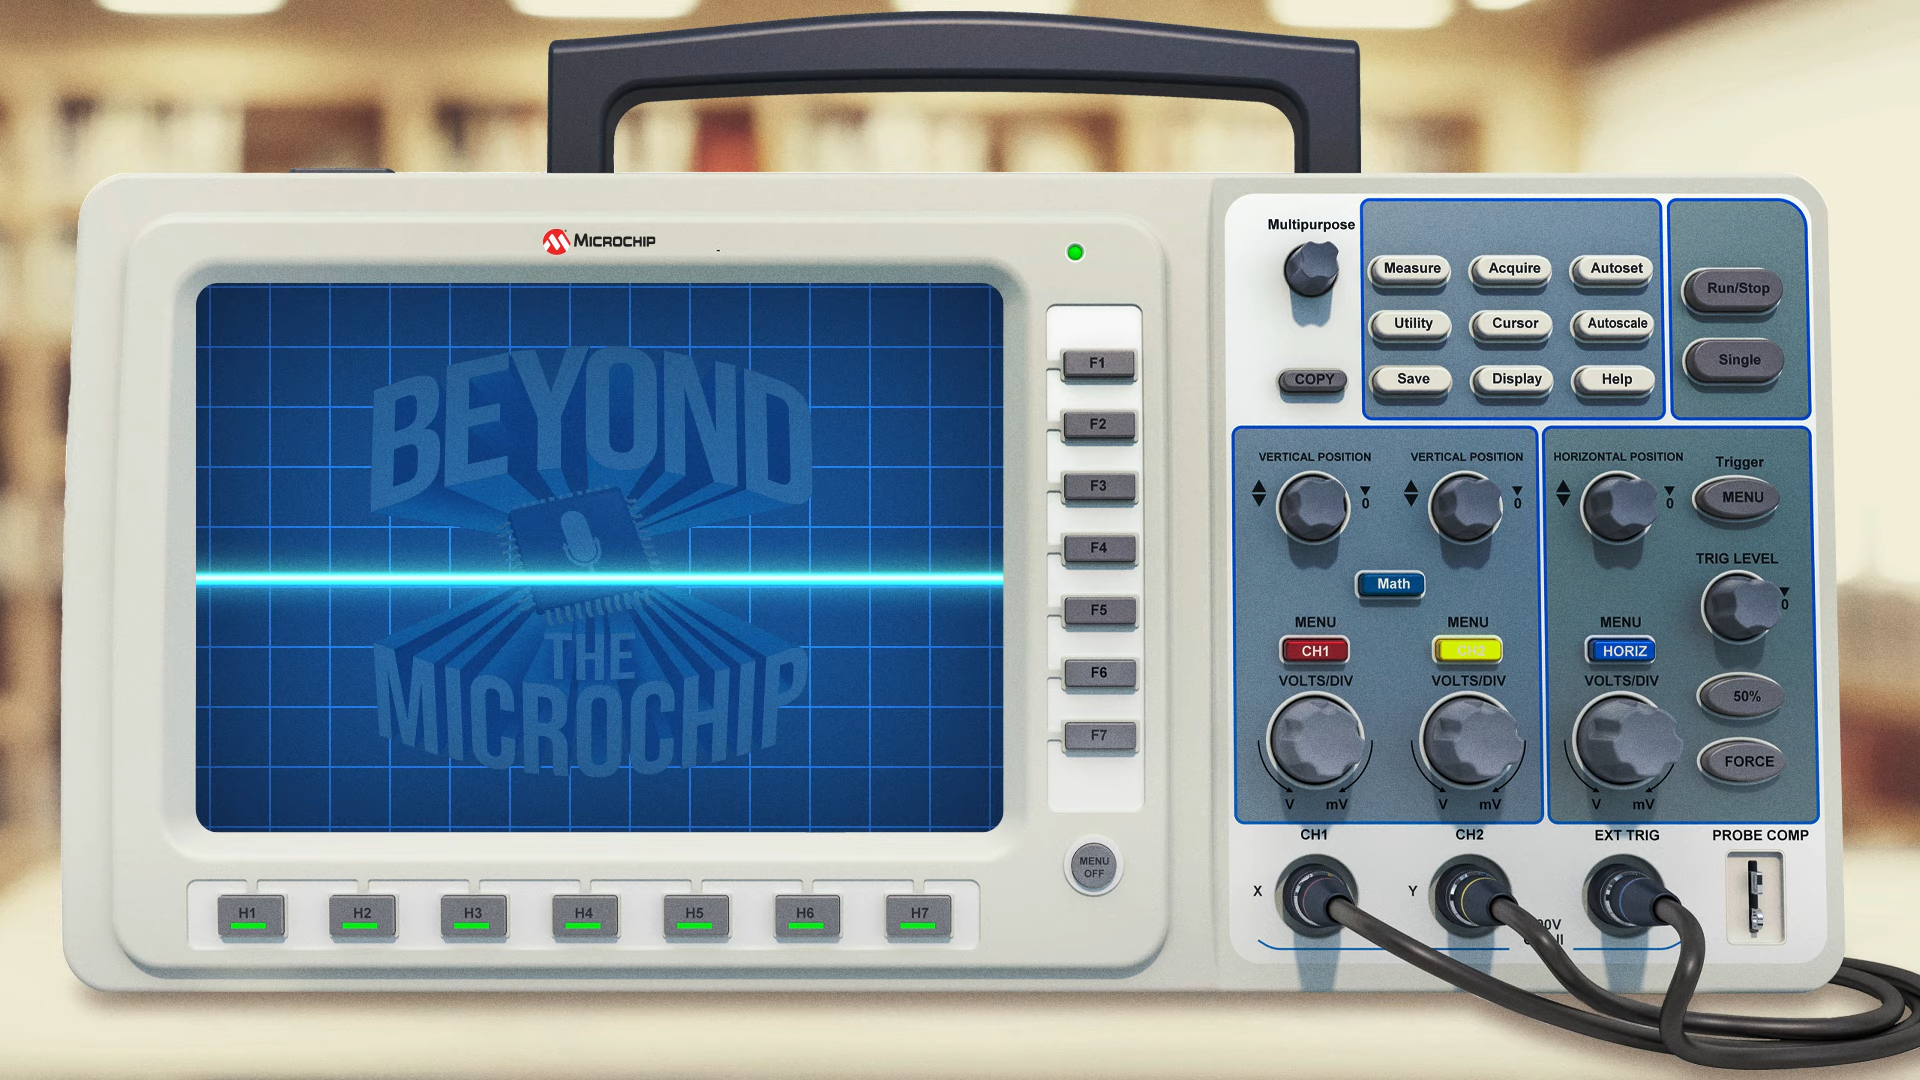 MICROCHIP
BEYOND
THE
MICROCHIP
F1
F2
F3
F4
F5
F6
F7
MENU
OFF
H1
H2
H3
H4
H5
H6
H7
Multipurpose
COPY
Measure
Acquire
Autoset
Utility
Cursor
Autoscale
Save
Display
Help
Run/Stop
Single
VERTICAL POSITION
VERTICAL POSITION
0
0
Math
MENU
MENU
CH1
CH2
VOLTS/DIV
VOLTS/DIV
V mV
V mV
HORIZONTAL POSITION
0
Trigger
MENU
TRIG LEVEL
0
MENU
HORIZ
VOLTS/DIV
V mV
50%
FORCE
CH1
CH2
EXT TRIG
PROBE COMP
X
Y